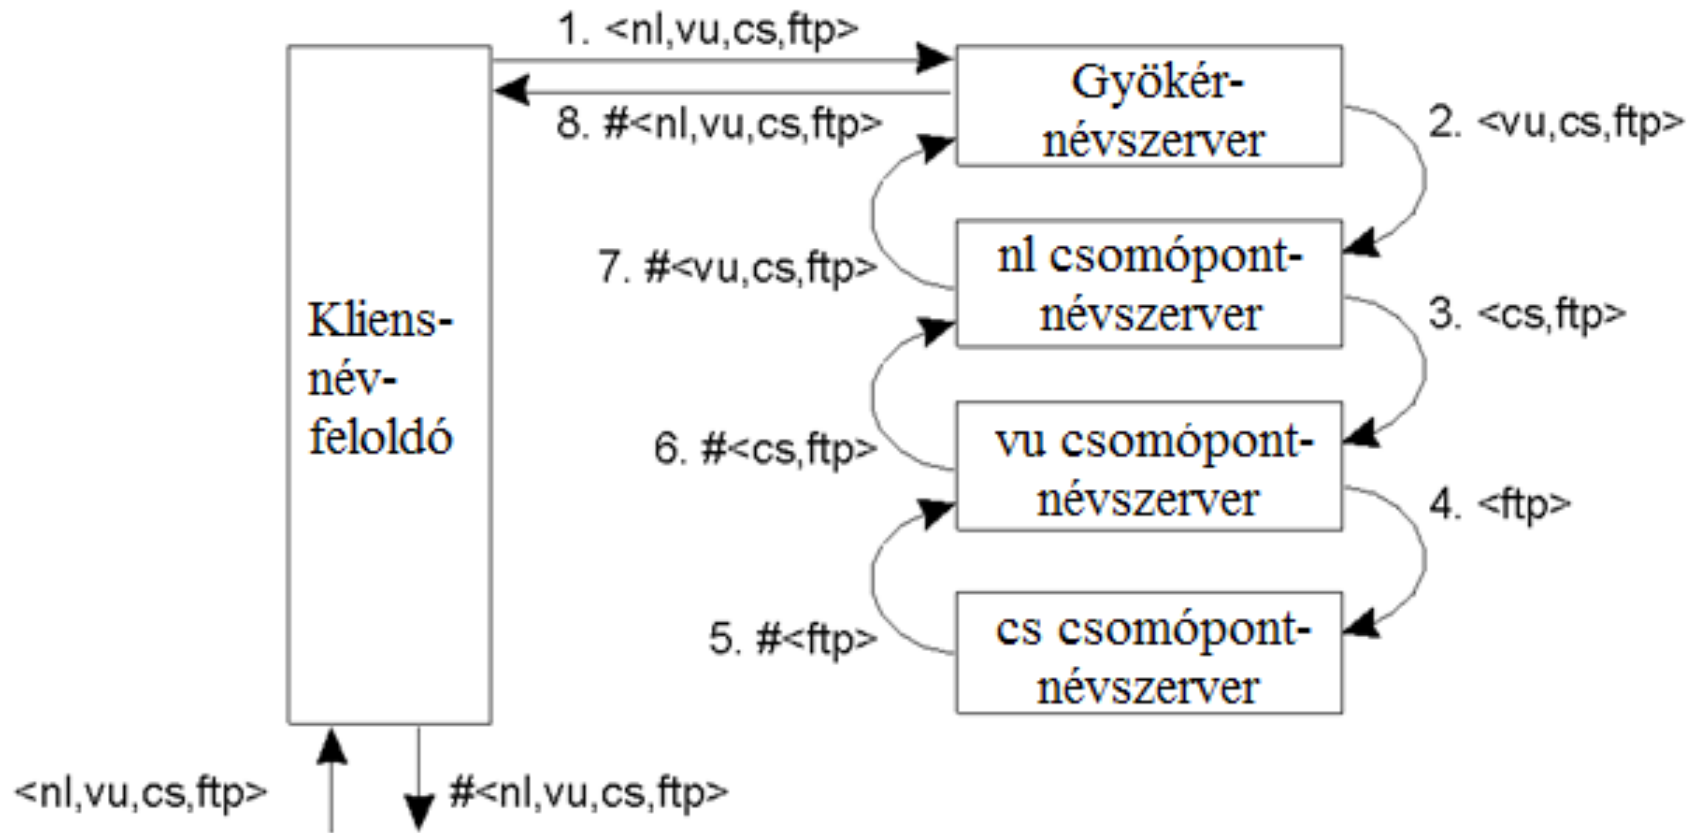 1. <nl,vu,cs,ftp>
Gyökér-
névszerver
8. #<nl,vu,cs,ftp>
2. <vu,cs,ftp>
nl csomópont-
névszerver
7. #<vu,cs,ftp>
3. <cs,ftp>
Kliens-
név-
feloldó
vu csomópont-
névszerver
6. #<cs,ftp>
4. <ftp>
cs csomópont-
névszerver
5. #<ftp>
<nl,vu,cs,ftp>
#<nl,vu,cs,ftp>